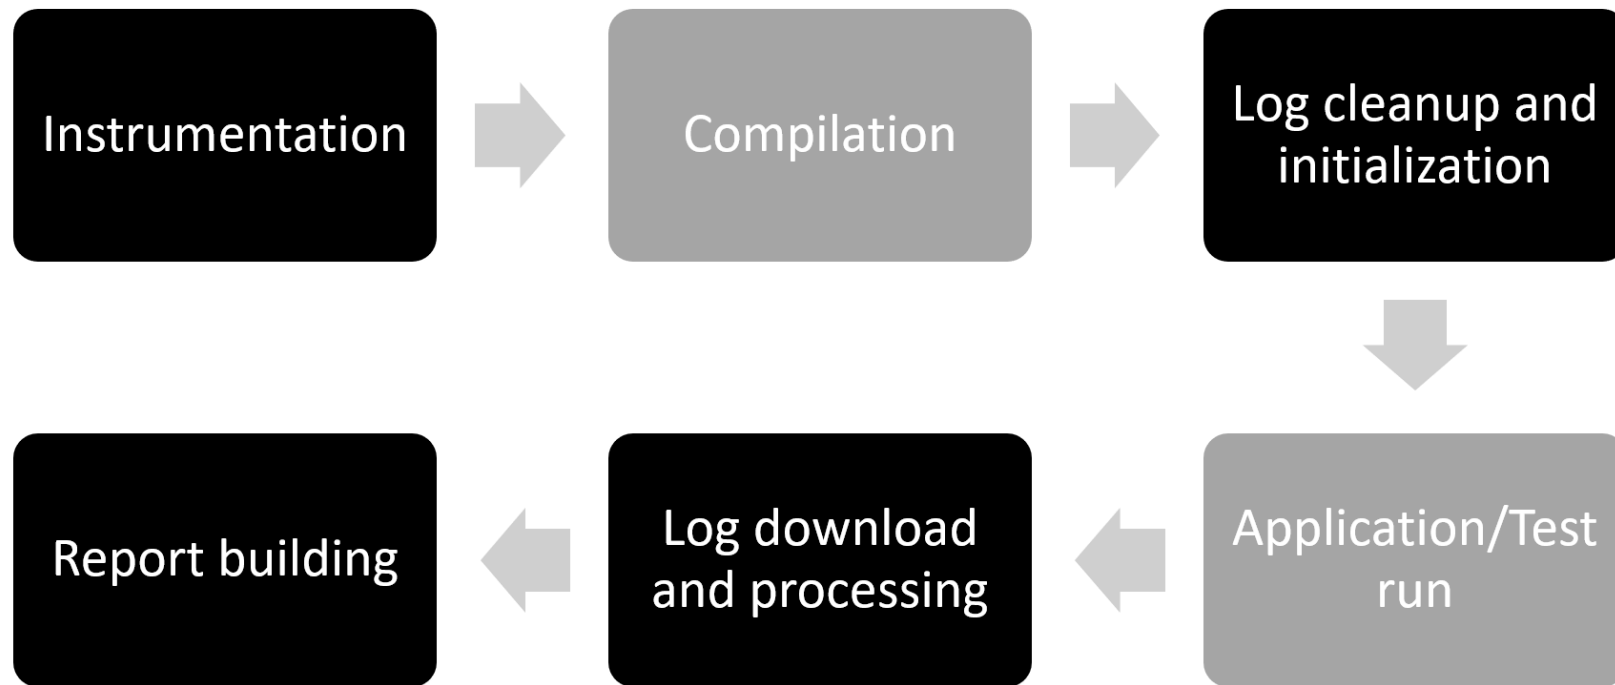 Instrumentation
Compilation
Log cleanup and
initialization
Application/Test
run
Log download
and processing
Report building